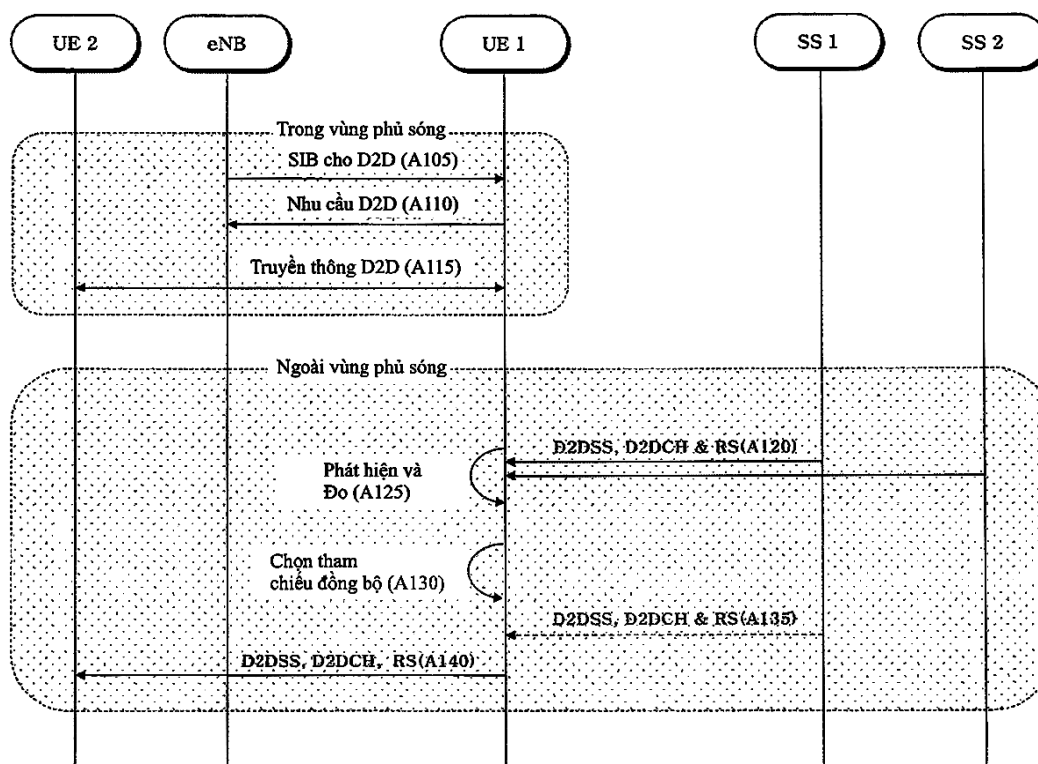 UE 2
eNB
UE 1
SS 1
SS 2
Trong vùng phủ sóng
SIB cho D2D (A105)
Nhu cầu D2D (A110)
Truyền thông D2D (A115)
Ngoài vùng phủ sóng
D2DSS, D2DCH & RS(A120)
Phát hiện và
Đo (A125)
Chọn tham
chiếu đồng bộ (A130)
D2DSS, D2DCH & RS(A135)
D2DSS, D2DCH, RS(A140)